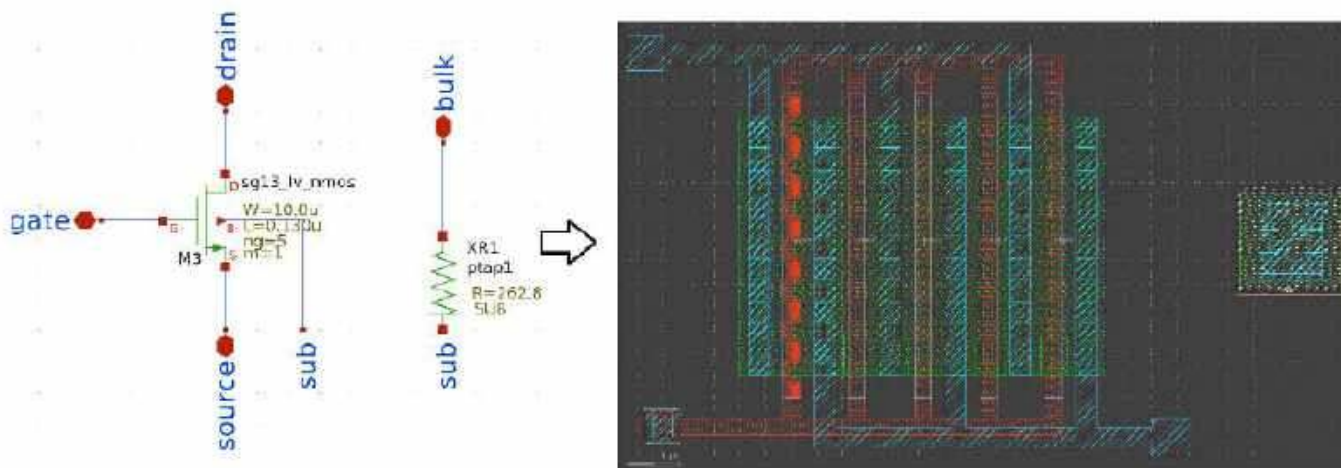 drain
bulk
D
sg13_lv_nmos
gate
G
W=10.0u
B
L=0.130u
ng=5
S
m=1
M3
XR1
ptap1
R=262.8
SUB
source
sub
sub